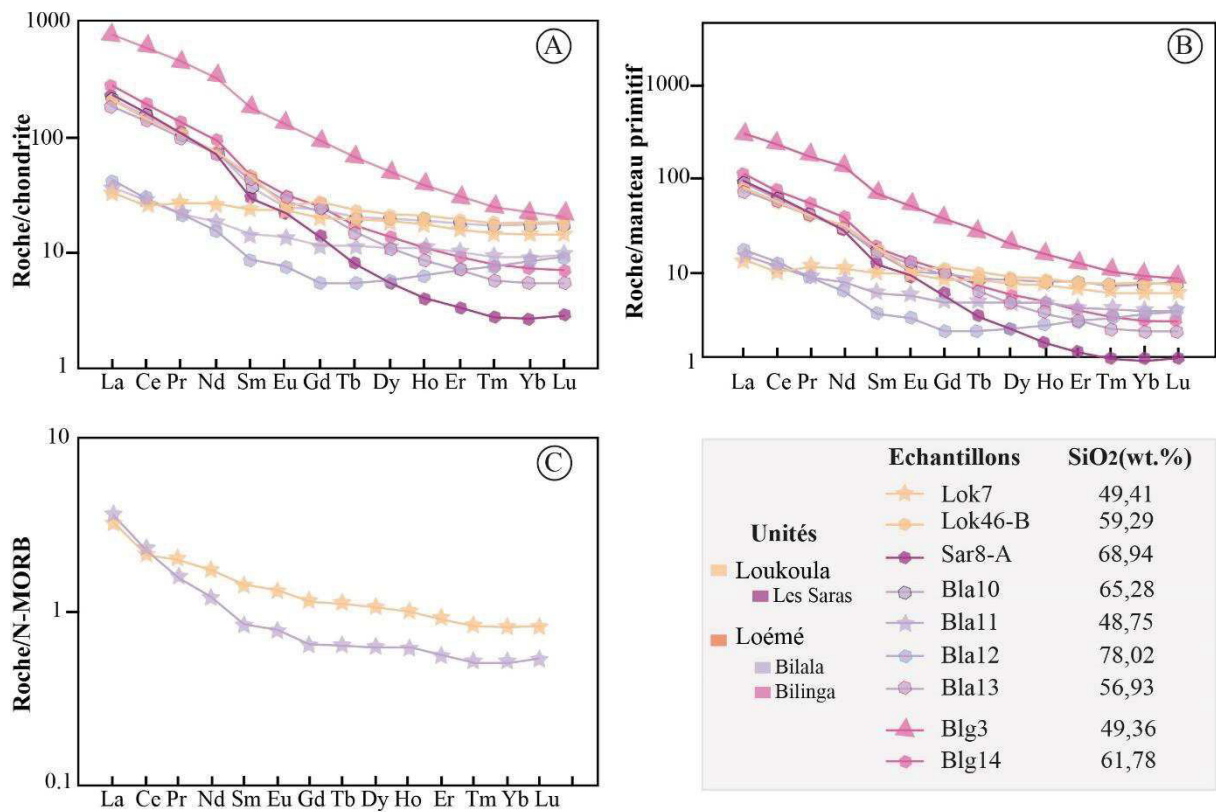 A
1000
100
10
1
Roche/chondrite
La Ce Pr Nd Sm Eu Gd Tb Dy Ho Er Tm Yb Lu
B
1000
100
10
1
Roche/manteau primitif
La Ce Pr Nd Sm Eu Gd Tb Dy Ho Er Tm Yb Lu
C
10
1
0.1
Roche/N-MORB
La Ce Pr Nd Sm Eu Gd Tb Dy Ho Er Tm Yb Lu
Unités
Loukoula
Les Saras
Loémé
Bilala
Bilinga
Echantillons SiO2(wt.%)
Lok7 49,41
Lok46-B 59,29
Sar8-A 68,94
Bla10 65,28
Bla11 48,75
Bla12 78,02
Bla13 56,93
Blg3 49,36
Blg14 61,78